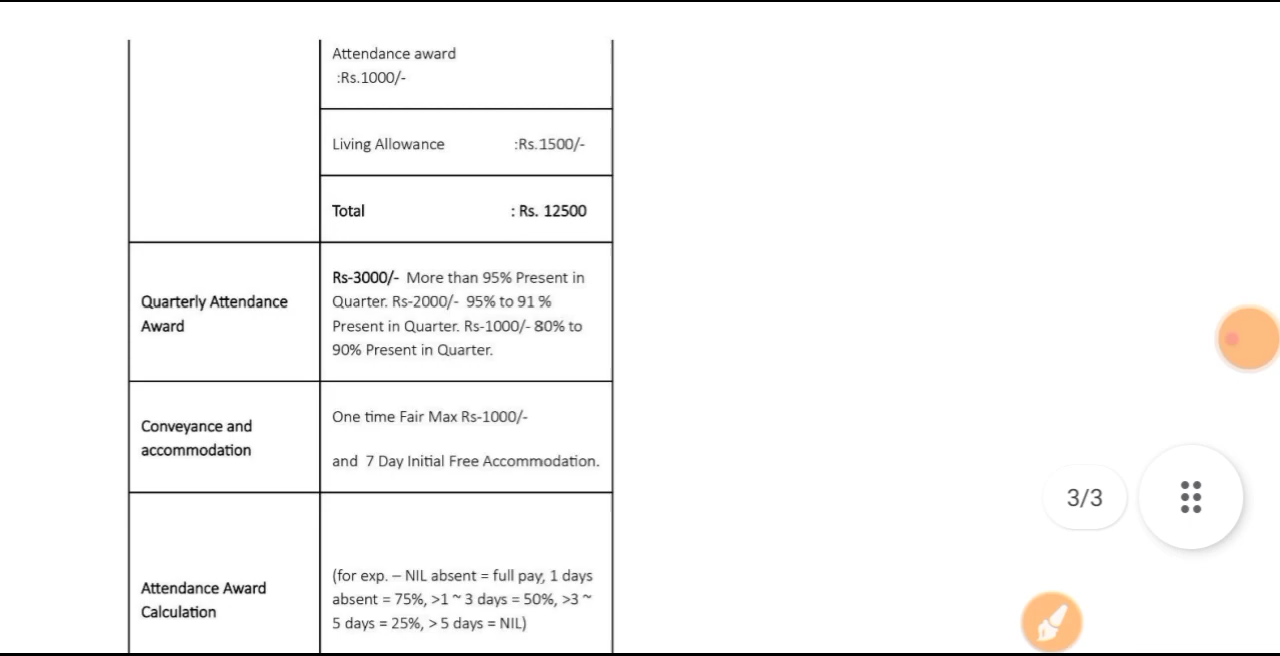 Attendance award
:Rs.1000/-
Living Allowance :Rs.1500/-
Total : Rs. 12500
Quarterly Attendance
Award
Rs-3000/- More than 95% Present in
Quarter. Rs-2000/- 95% to 91 %
Present in Quarter. Rs-1000/- 80% to
90% Present in Quarter.
Conveyance and
accommodation
One time Fair Max Rs-1000/-
and 7 Day Initial Free Accommodation.
3/3
Attendance Award
Calculation
(for exp. – NIL absent = full pay, 1 days
absent = 75%, >1 ~ 3 days = 50%, >3 ~
5 days = 25%, > 5 days = NIL)